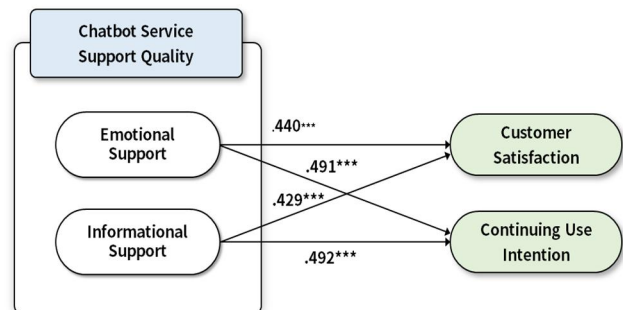 Chatbot Service
Support Quality
Emotional
Support
Informational
Support
.440***
.491***
.429***
.492***
Customer
Satisfaction
Continuing Use
Intention